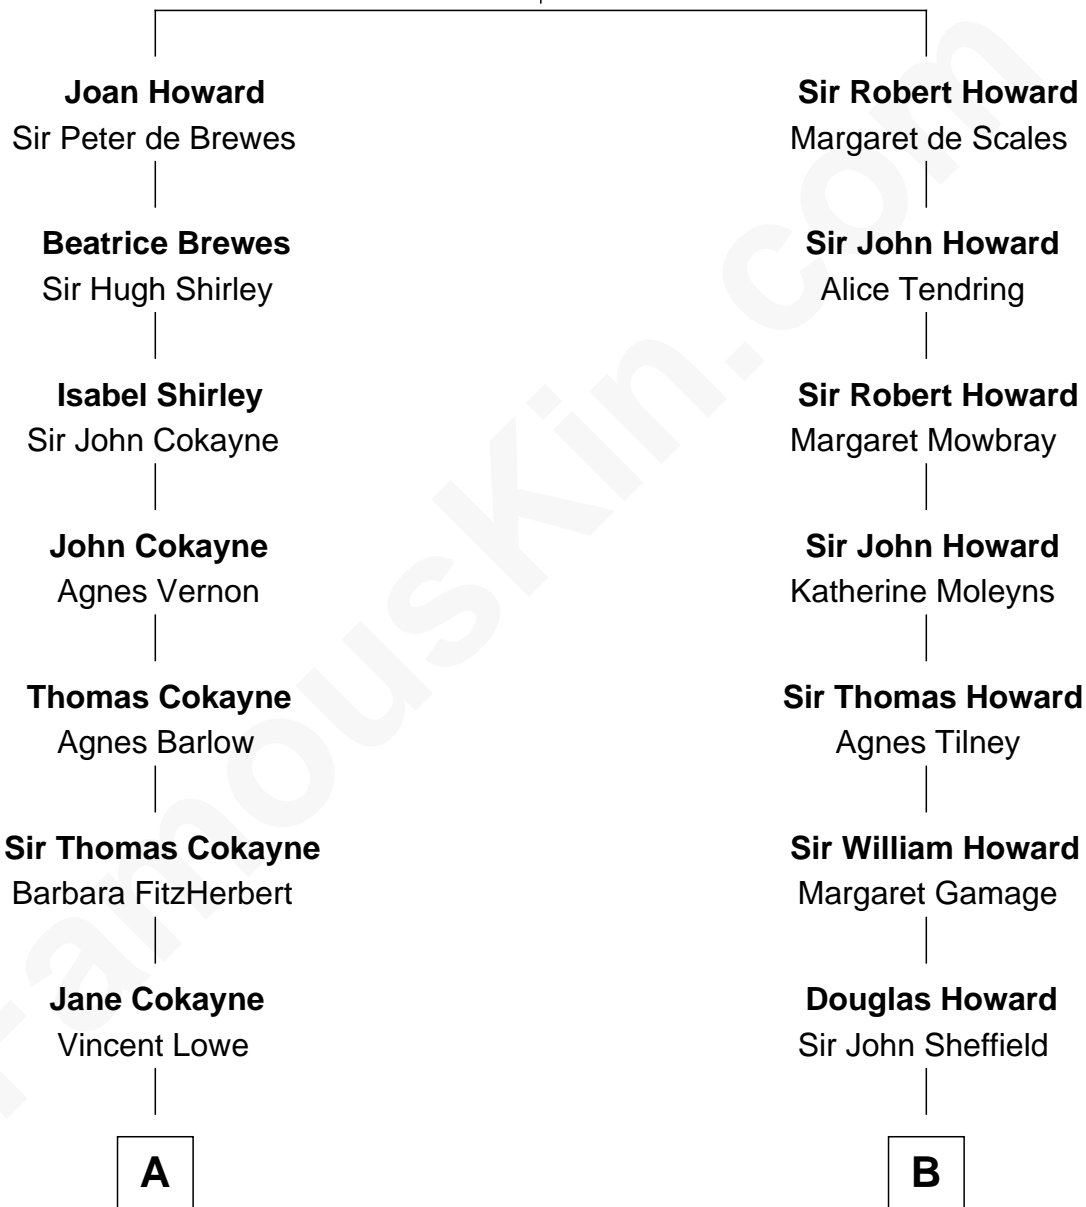 Joan Howard
Sir Peter de Brewes
Beatrice Brewes
Sir Hugh Shirley
Isabel Shirley
Sir John Cokayne
John Cokayne
Agnes Vernon
Thomas Cokayne
Agnes Barlow
Sir Thomas Cokayne
Barbara FitzHerbert
Jane Cokayne
Vincent Lowe
A
Sir Robert Howard
Margaret de Scales
Sir John Howard
Alice Tendring
Sir Robert Howard
Margaret Mowbray
Sir John Howard
Katherine Moleyns
Sir Thomas Howard
Agnes Tilney
Sir William Howard
Margaret Gamage
Douglas Howard
Sir John Sheffield
B
FamousKin.com